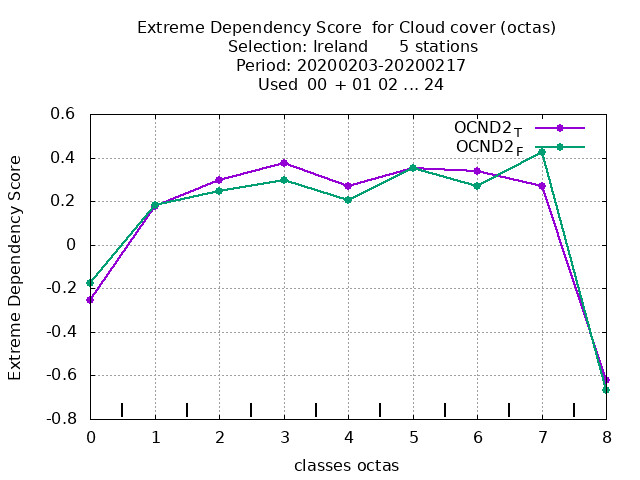 Extreme Dependency Score  for Cloud cover (octas)
Selection: Ireland      5 stations
Period: 20200203-20200217
Used  00  + 01 02 ... 24
OCND2T
OCND2F
0.6
0.4
0.2
0
-0.2
-0.4
-0.6
-0.8
Extreme Dependency Score
0 1 2 3 4 5 6 7 8
classes octas